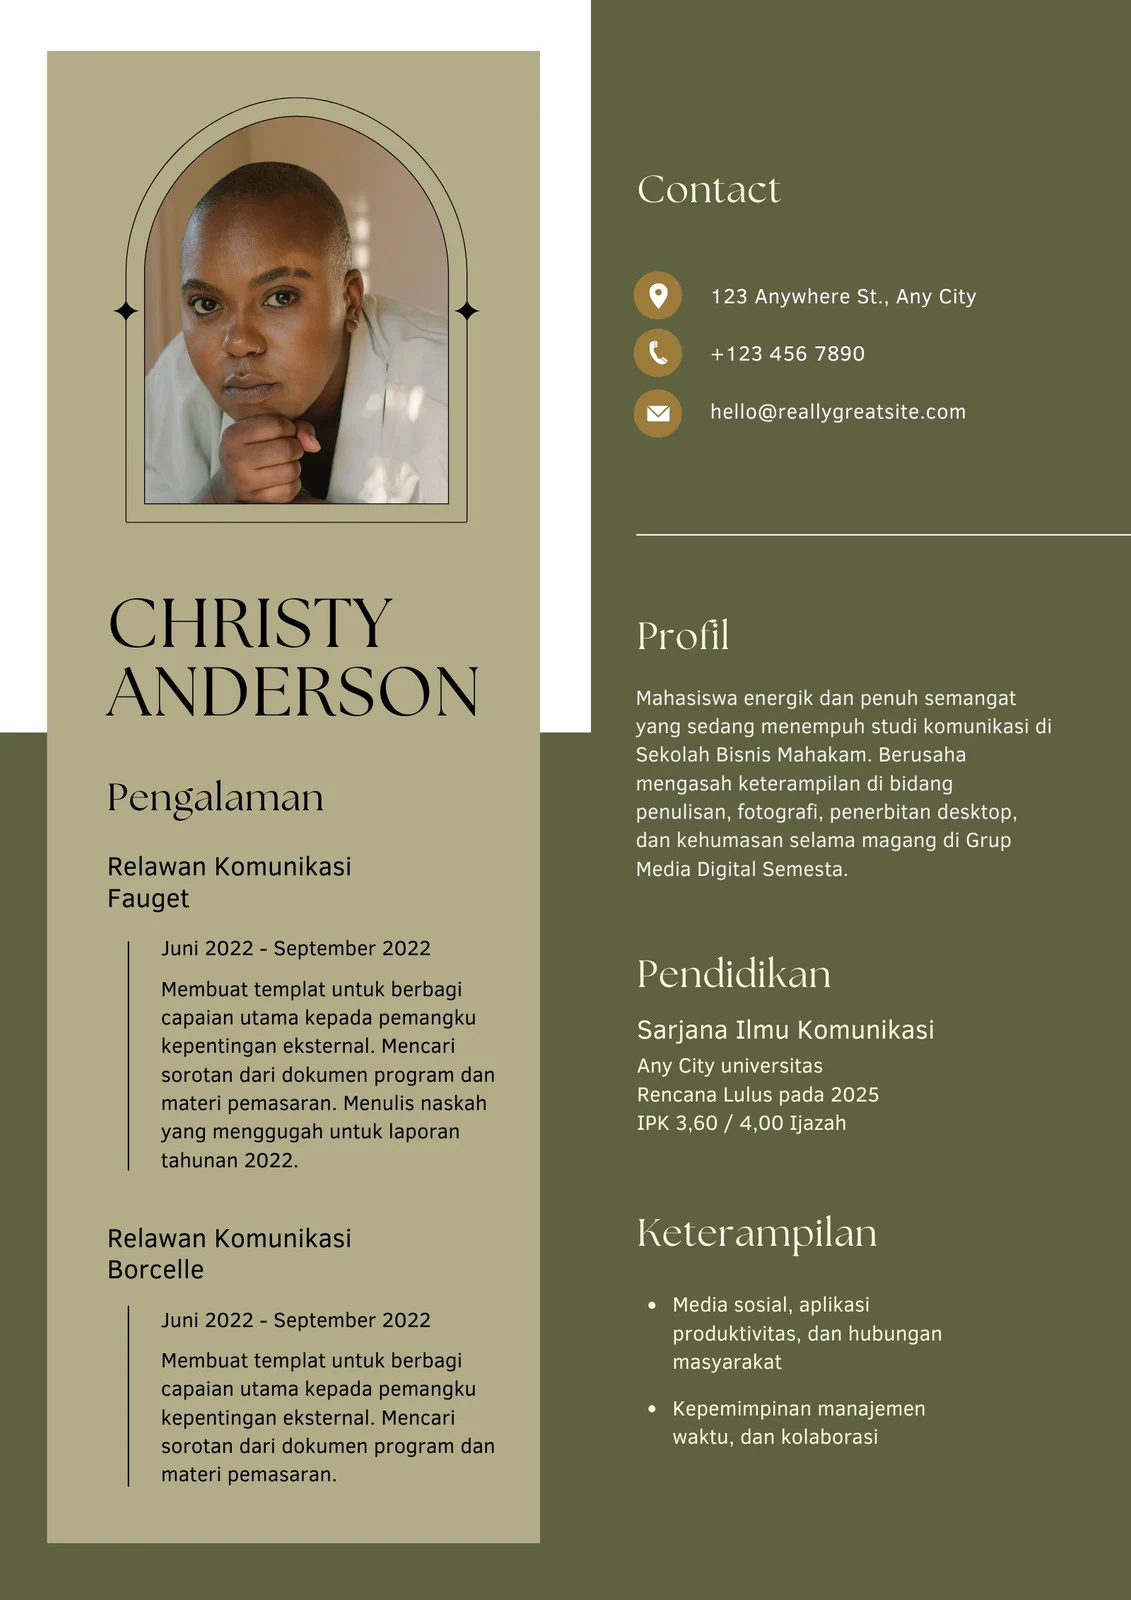 CHRISTY
ANDERSON
Pengalaman
Relawan Komunikasi
Fauget
Juni 2022 - September 2022
Membuat templat untuk berbagi
capaian utama kepada pemangku
kepentingan eksternal. Mencari
sorotan dari dokumen program dan
materi pemasaran. Menulis naskah
yang menggugah untuk laporan
tahunan 2022.
Relawan Komunikasi
Borcelle
Juni 2022 - September 2022
Membuat templat untuk berbagi
capaian utama kepada pemangku
kepentingan eksternal. Mencari
sorotan dari dokumen program dan
materi pemasaran.
Contact
123 Anywhere St., Any City
+123 456 7890
hello@reallygreatsite.com
Profil
Mahasiswa energik dan penuh semangat
yang sedang menempuh studi komunikasi di
Sekolah Bisnis Mahakam. Berusaha
mengasah keterampilan di bidang
penulisan, fotografi, penerbitan desktop,
dan kehumasan selama magang di Grup
Media Digital Semesta.
Pendidikan
Sarjana Ilmu Komunikasi
Any City universitas
Rencana Lulus pada 2025
IPK 3,60 / 4,00 Ijazah
Keterampilan
• Media sosial, aplikasi
produktivitas, dan hubungan
masyarakat
• Kepemimpinan manajemen
waktu, dan kolaborasi